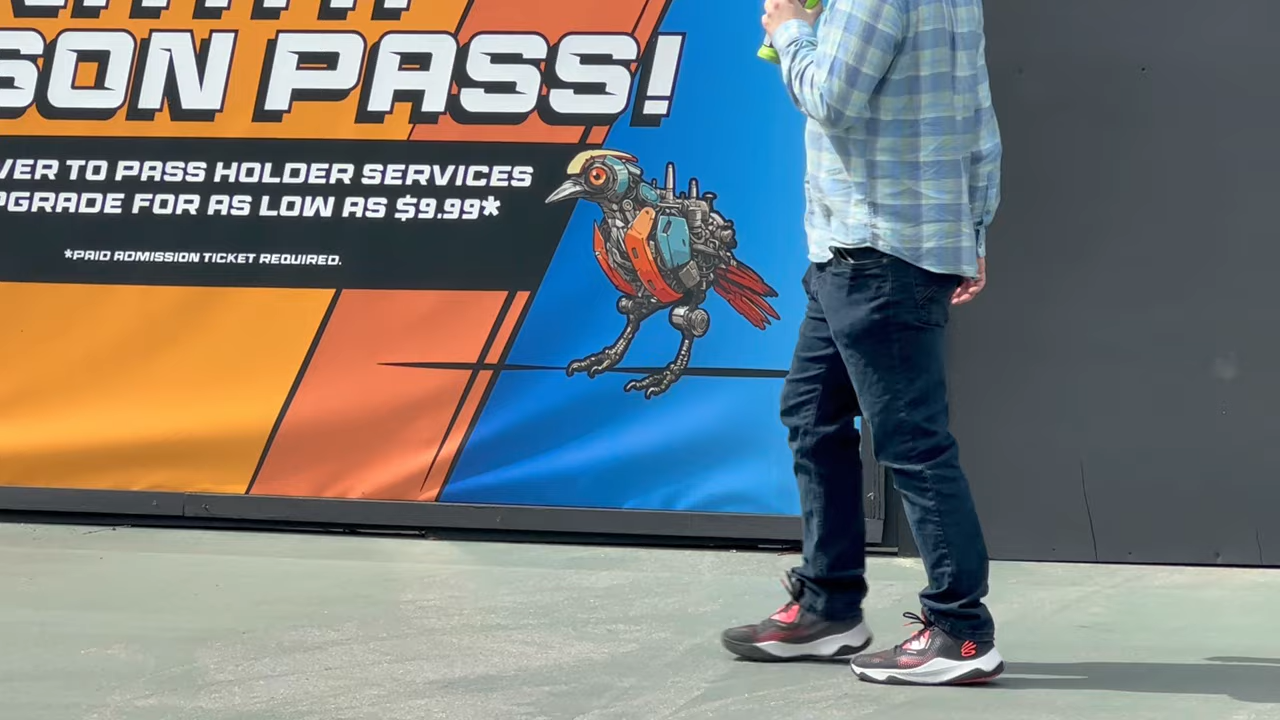 SON PASS!
VER TO PASS HOLDER SERVICES
PGRADE FOR AS LOW AS $9.99*
*PAID ADMISSION TICKET REQUIRED.